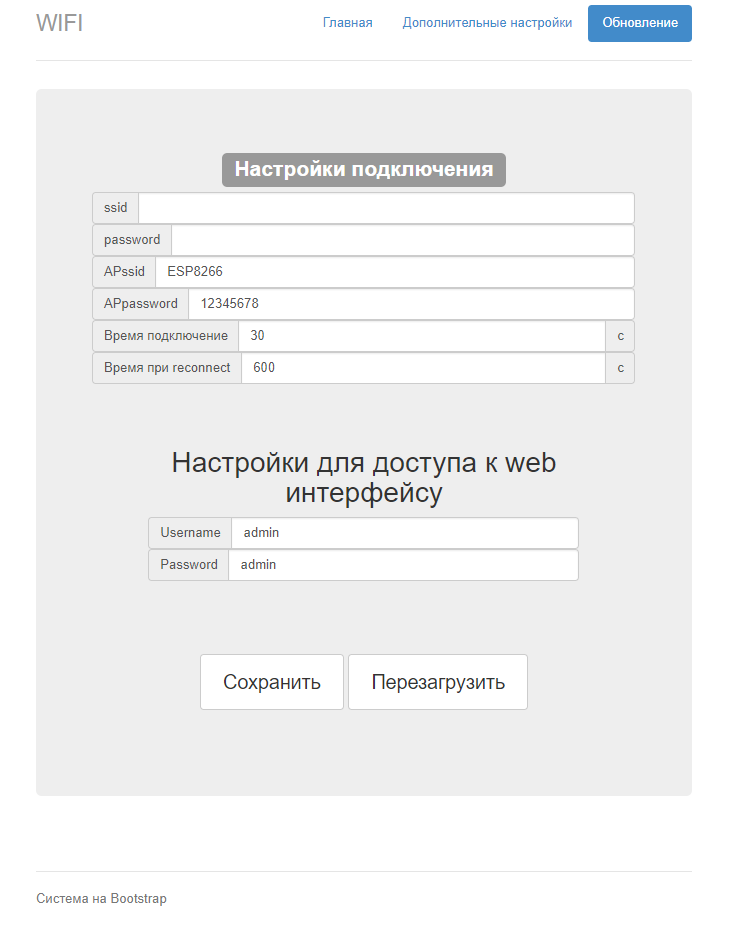 WIFI
Главная
Дополнительные настройки
Обновление
Настройки подключения
ssid
password
APssid ESP8266
APpassword 12345678
Время подключение 30 с
Время при reconnect 600 с
Настройки для доступа к web
интерфейсу
Username admin
Password admin
Сохранить
Перезагрузить
Система на Bootstrap